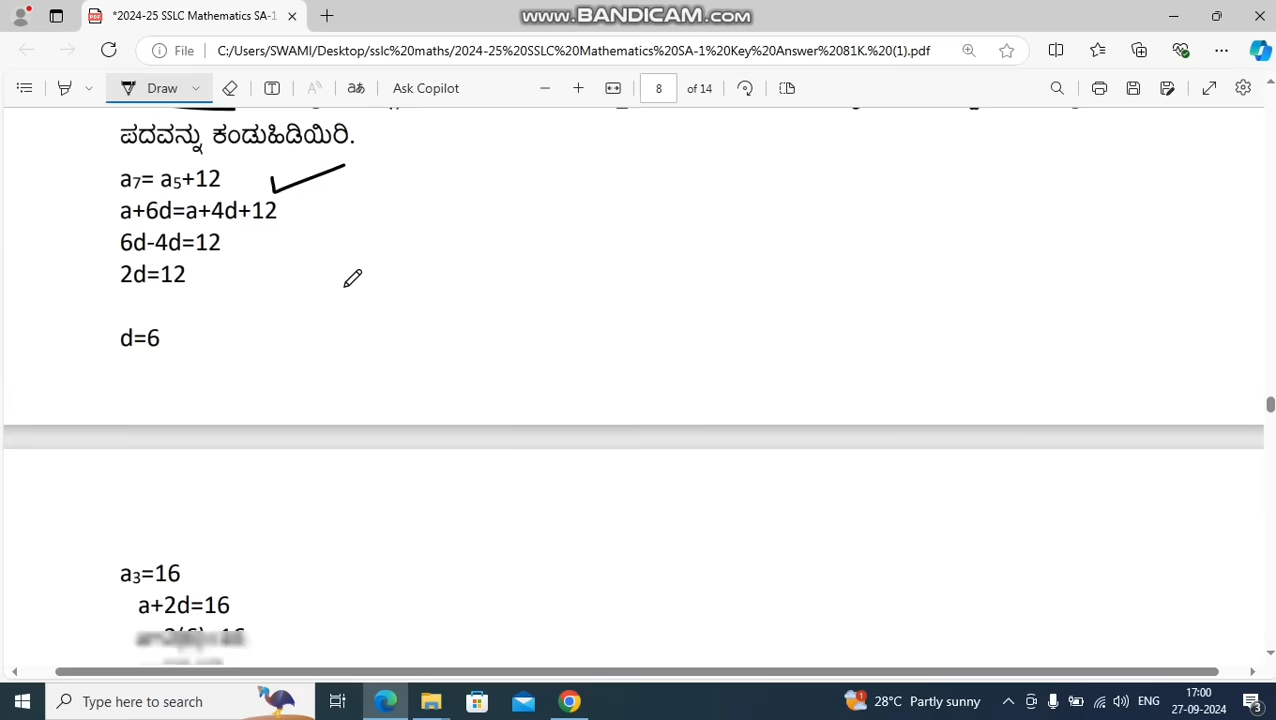 *2024-25 SSLC Mathematics SA-1
www.BANDICAM.com
File C:/Users/SWAMI/Desktop/sslc%20maths/2024-25%20SSLC%20Mathematics%20SA-1%20Key%20Answer%2081K.%20(1).pdf
Draw Ask Copilot 8 of 14
ಪದವನ್ನು ಕಂಡುಹಿಡಿಯಿರಿ.
a₇= a₅+12
a+6d=a+4d+12
6d-4d=12
2d=12
d=6
a₃=16
a+2d=16
Type here to search 28°C Partly sunny ENG 17:00
27-09-2024 3